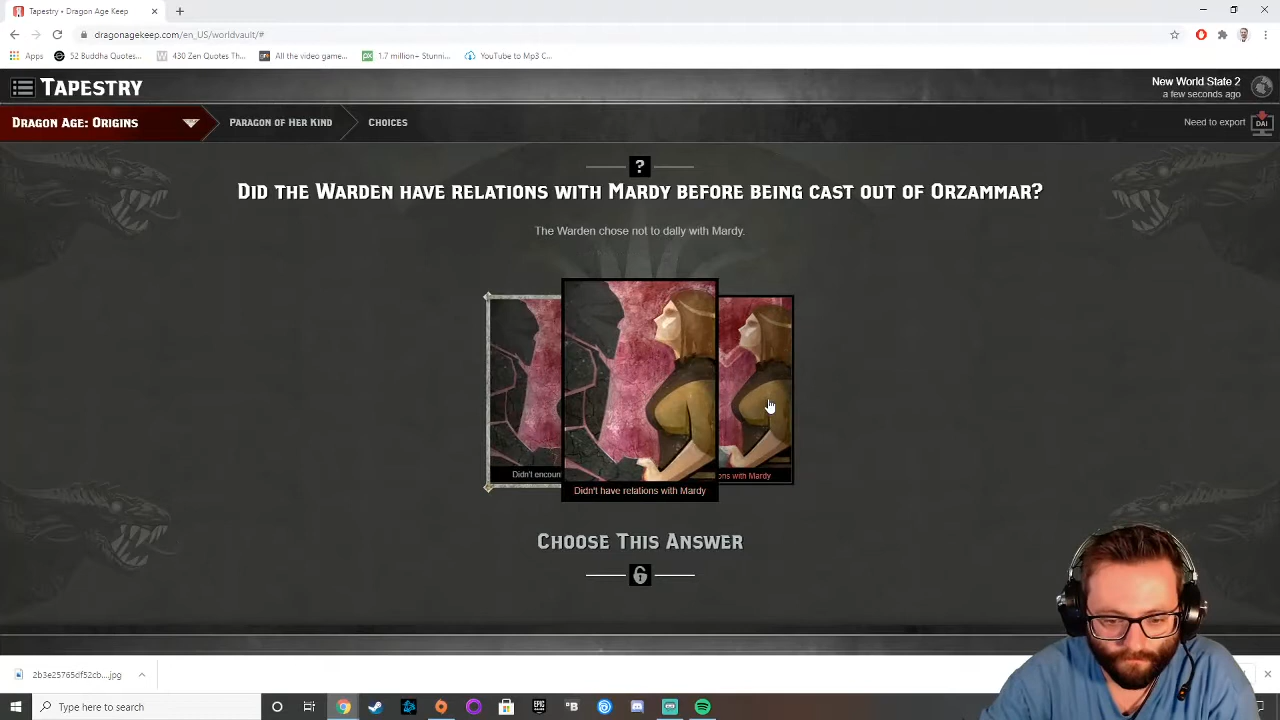 Tapestry • Dragon Age Keep
dragonagekeep.com/en_US/worldvault/#
Apps
52 Buddha Quotes...
430 Zen Quotes Th...
All the video game...
1.7 million+ Stunni...
YouTube to Mp3 C...
TAPESTRY
New World State 2
a few seconds ago
DRAGON AGE: ORIGINS
PARAGON OF HER KIND
CHOICES
Need to export
DAI
?
DID THE WARDEN HAVE RELATIONS WITH MARDY BEFORE BEING CAST OUT OF ORZAMMAR?
The Warden chose not to dally with Mardy.
Didn't encoun
ons with Mardy
Didn't have relations with Mardy
CHOOSE THIS ANSWER
2b3e25765df52cb....jpg
Type here to search
EPIC
B